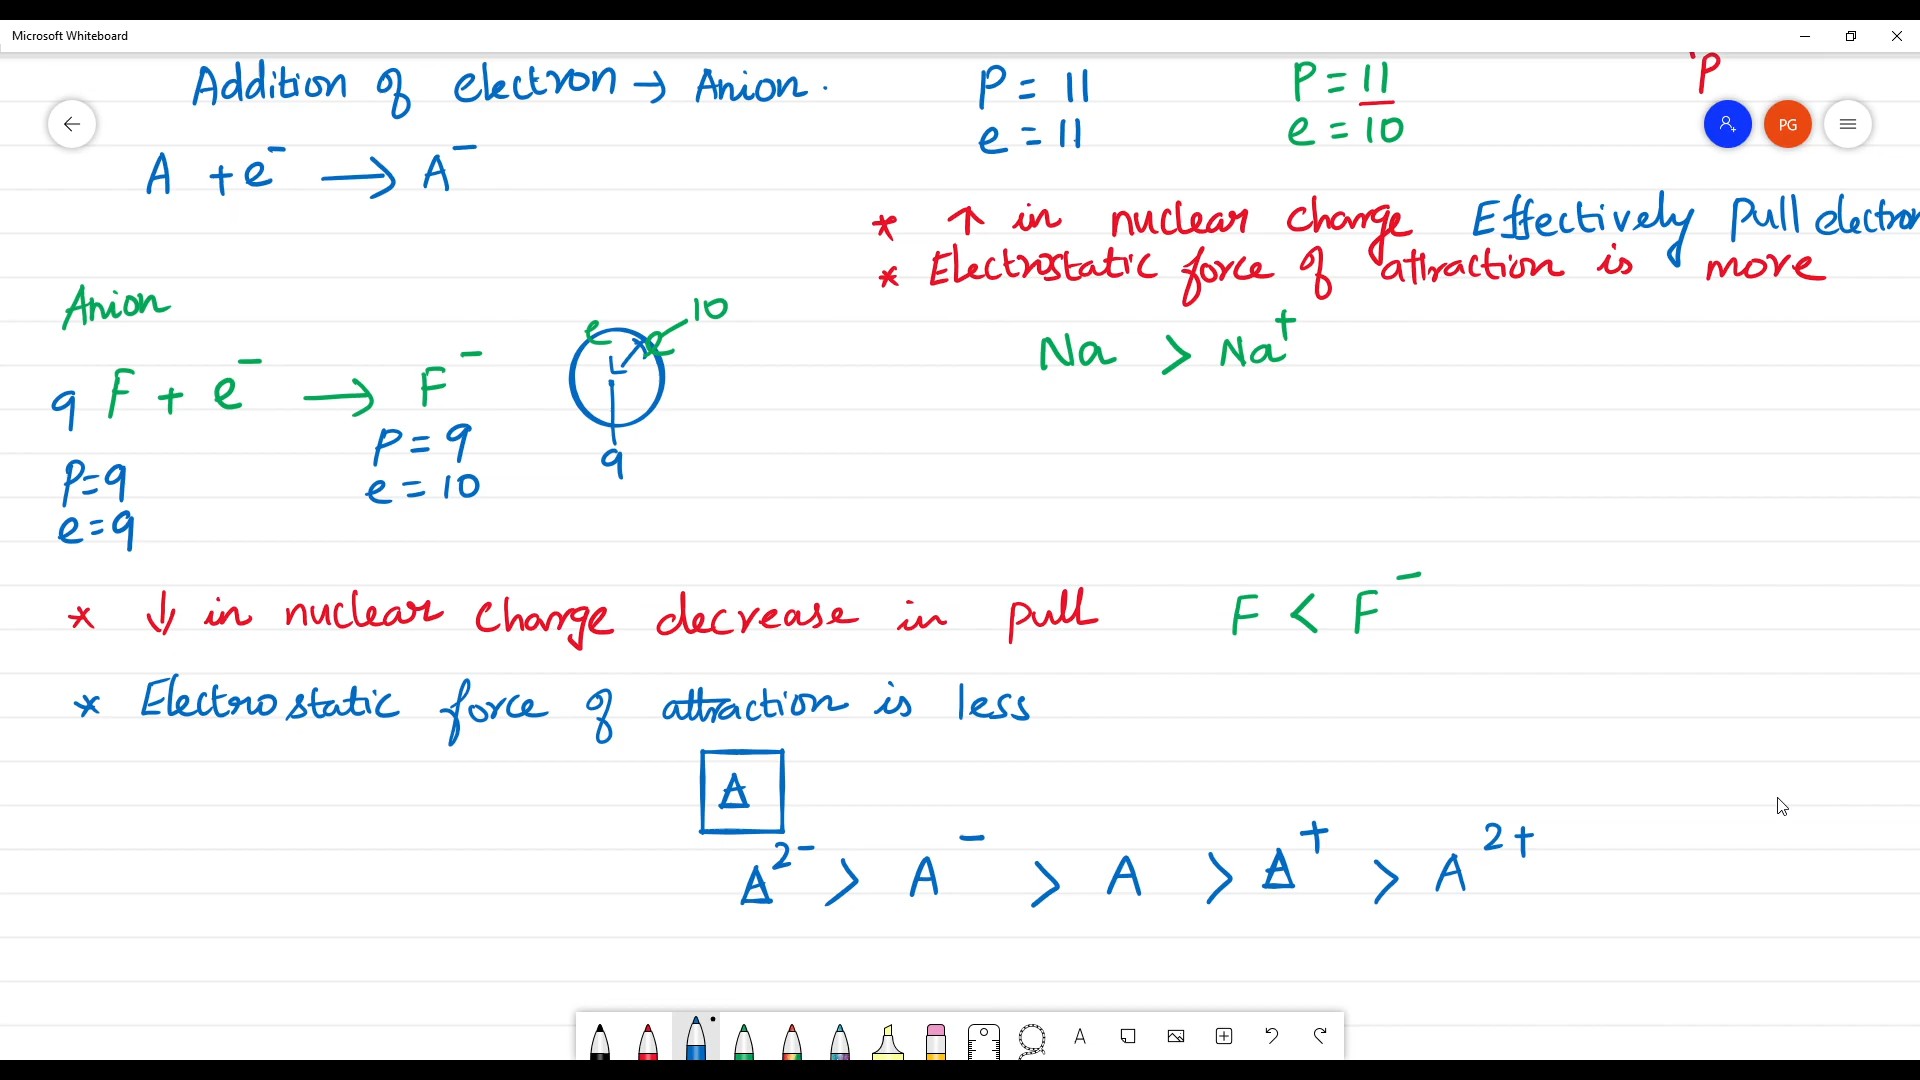 Microsoft Whiteboard
Addition of electron → Anion.
A + e⁻ → A⁻
P = 11
e = 11
P = 11
e = 10
P
PG
* ↑ in nuclear charge Effectively Pull electron
* Electrostatic force of attraction is more
Na > Na⁺
Anion
9 F + e⁻ → F⁻
P=9
e=9
P = 9
e = 10
e e 10
9
* ↓ in nuclear charge decrease in pull
F < F⁻
* Electrostatic force of attraction is less
A
A²⁻ > A⁻ > A > A⁺ > A²⁺
A